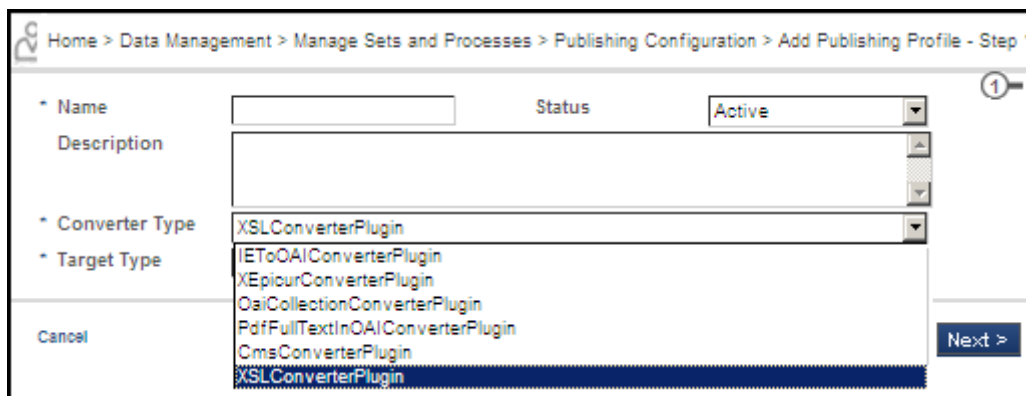 Home > Data Management > Manage Sets and Processes > Publishing Configuration > Add Publishing Profile - Step
1
* Name Status Active
Description
* Converter Type XSLConverterPlugin
* Target Type IEToOAIConverterPlugin
XEpicurConverterPlugin
OaiCollectionConverterPlugin
PdfFullTextInOAIConverterPlugin
CmsConverterPlugin
XSLConverterPlugin
Cancel Next >